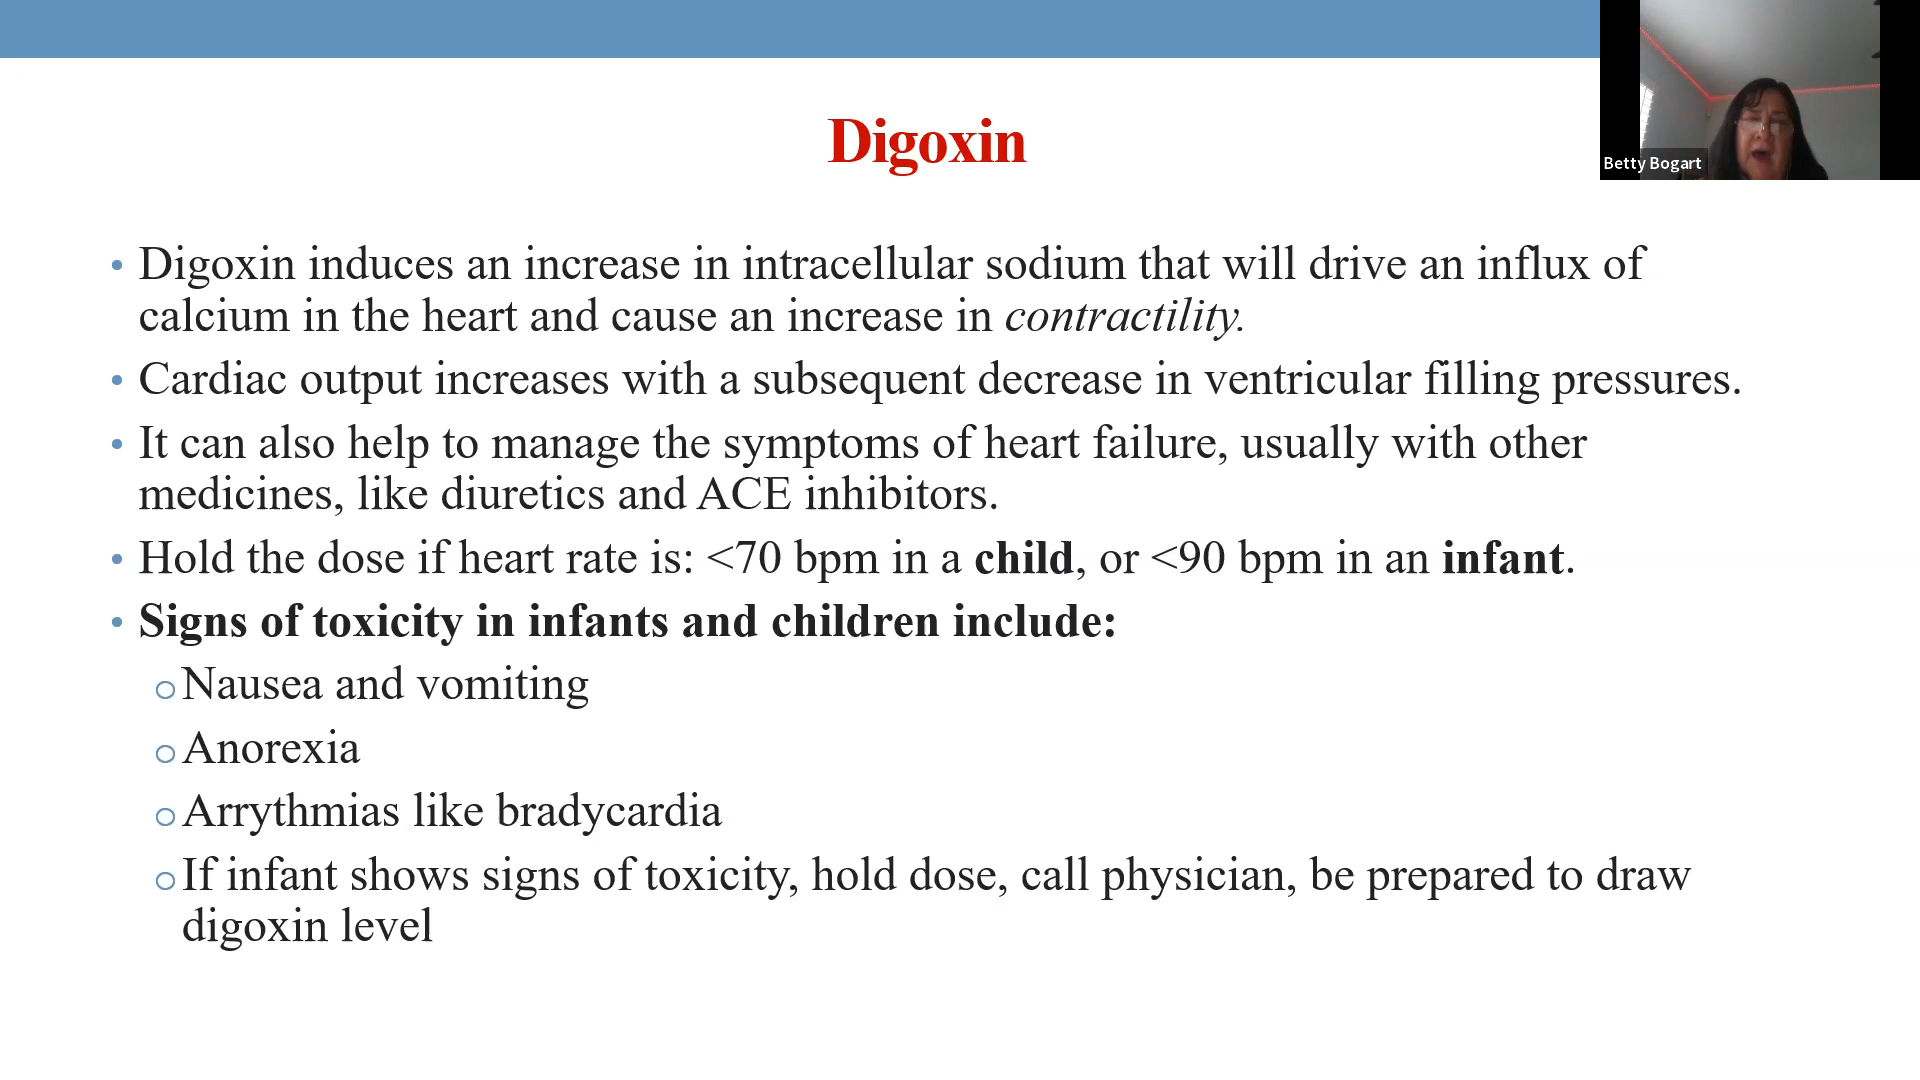 Betty Bogart
Digoxin
• Digoxin induces an increase in intracellular sodium that will drive an influx of
calcium in the heart and cause an increase in contractility.
• Cardiac output increases with a subsequent decrease in ventricular filling pressures.
• It can also help to manage the symptoms of heart failure, usually with other
medicines, like diuretics and ACE inhibitors.
• Hold the dose if heart rate is: <70 bpm in a child, or <90 bpm in an infant.
• Signs of toxicity in infants and children include:
o Nausea and vomiting
o Anorexia
o Arrythmias like bradycardia
o If infant shows signs of toxicity, hold dose, call physician, be prepared to draw
digoxin level